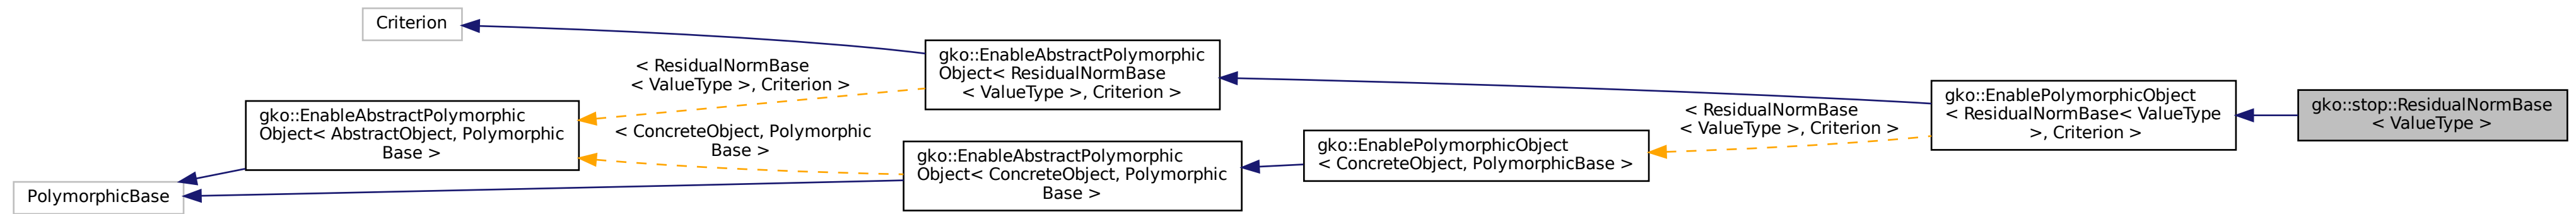 Criterion
gko::EnableAbstractPolymorphic
Object< ResidualNormBase
< ValueType >, Criterion >
< ResidualNormBase
< ValueType >, Criterion >
gko::EnablePolymorphicObject
< ResidualNormBase< ValueType
>, Criterion >
gko::stop::ResidualNormBase
< ValueType >
gko::EnableAbstractPolymorphic
Object< AbstractObject, Polymorphic
Base >
< ConcreteObject, Polymorphic
Base >
< ResidualNormBase
< ValueType >, Criterion >
gko::EnablePolymorphicObject
< ConcreteObject, PolymorphicBase >
gko::EnableAbstractPolymorphic
Object< ConcreteObject, Polymorphic
Base >
PolymorphicBase